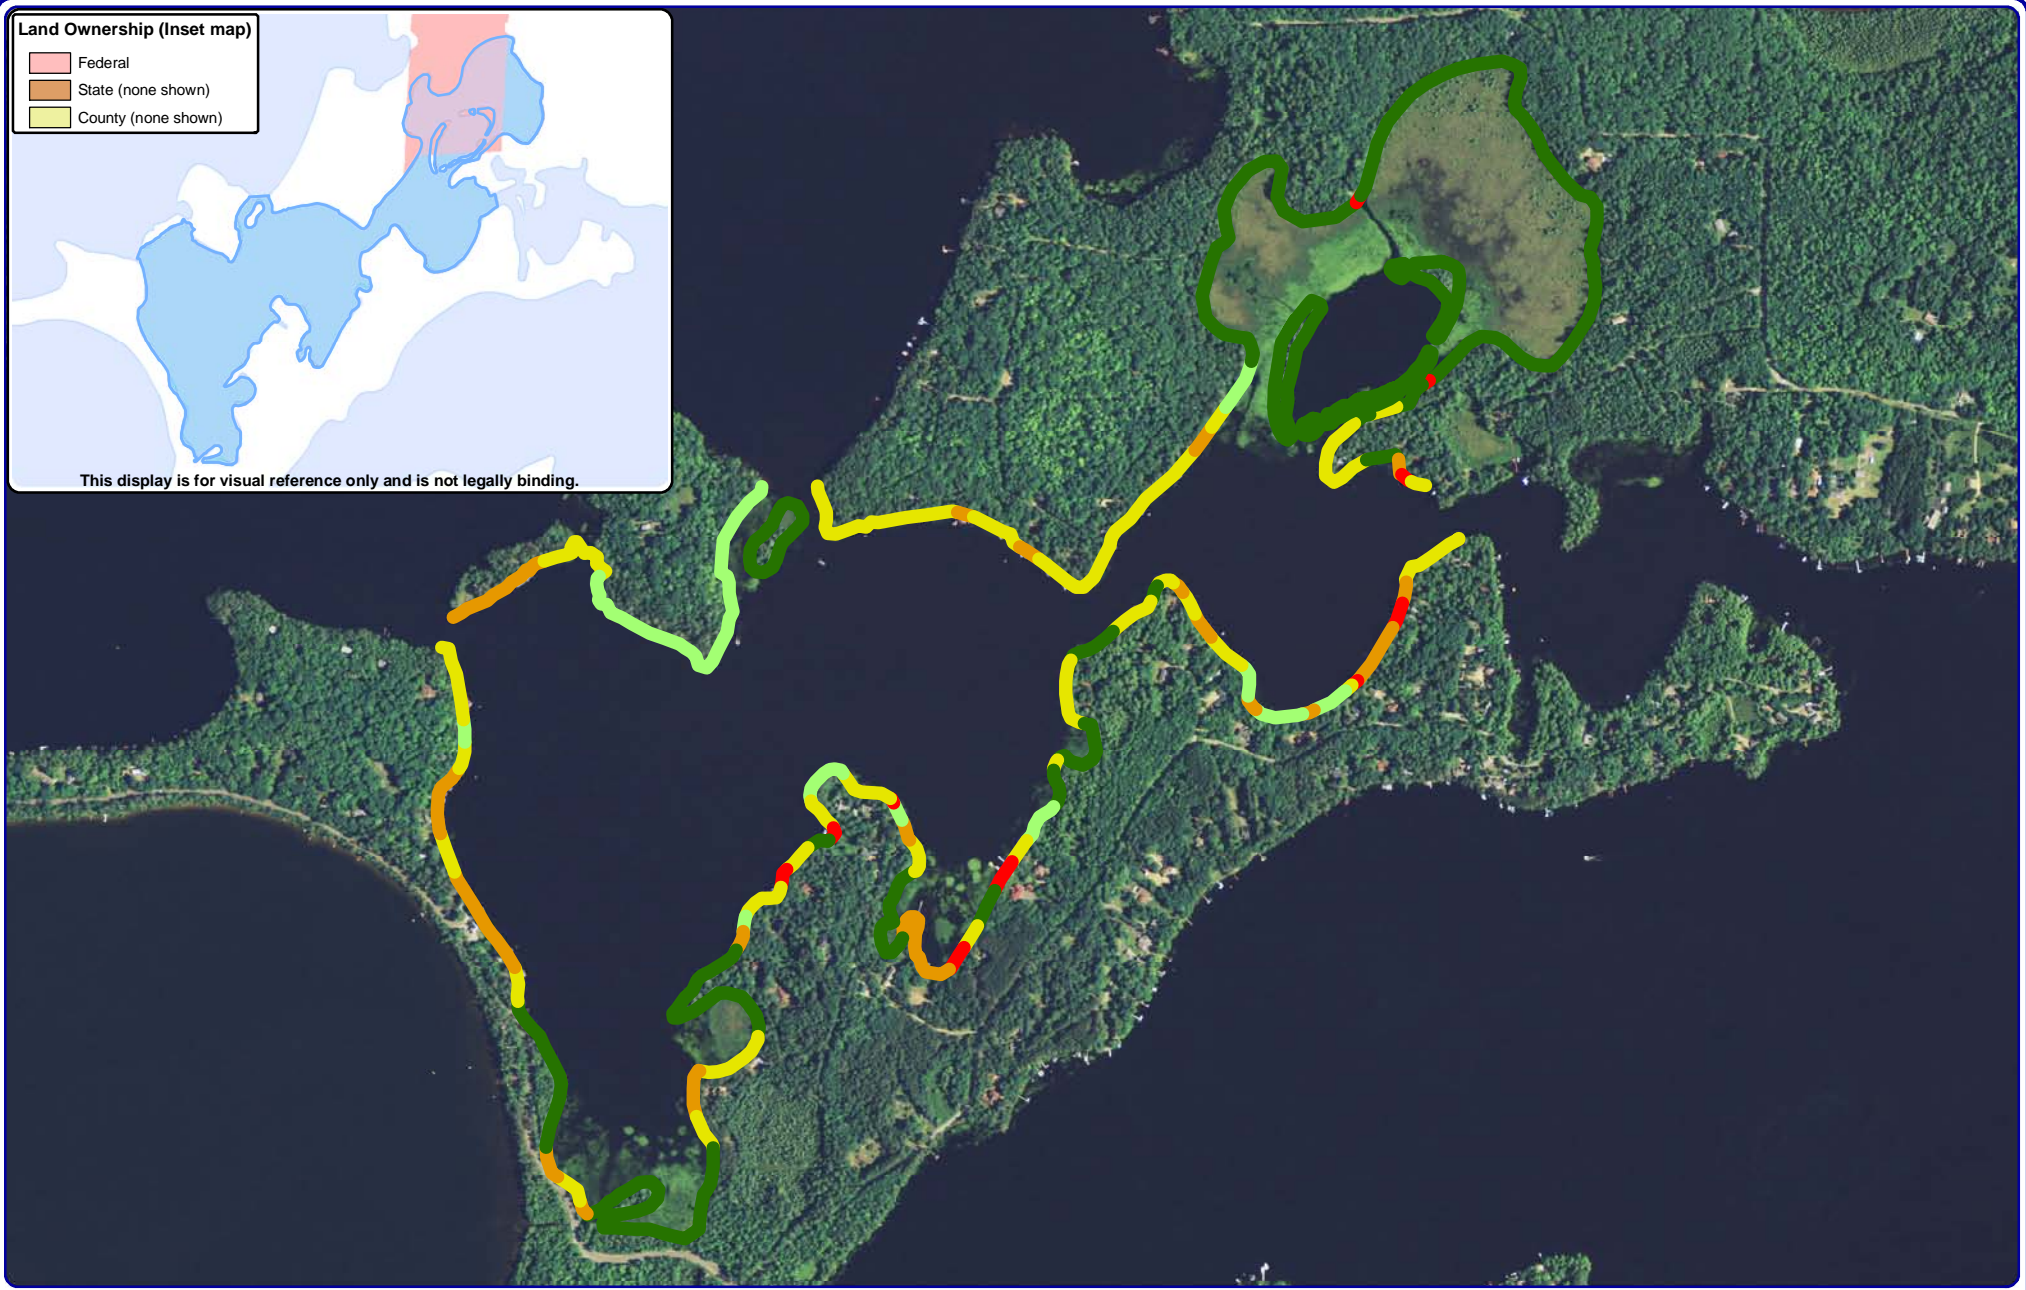 Land Ownership (Inset map)
Federal
State (none shown)
County (none shown)
This display is for visual reference only and is not legally binding.